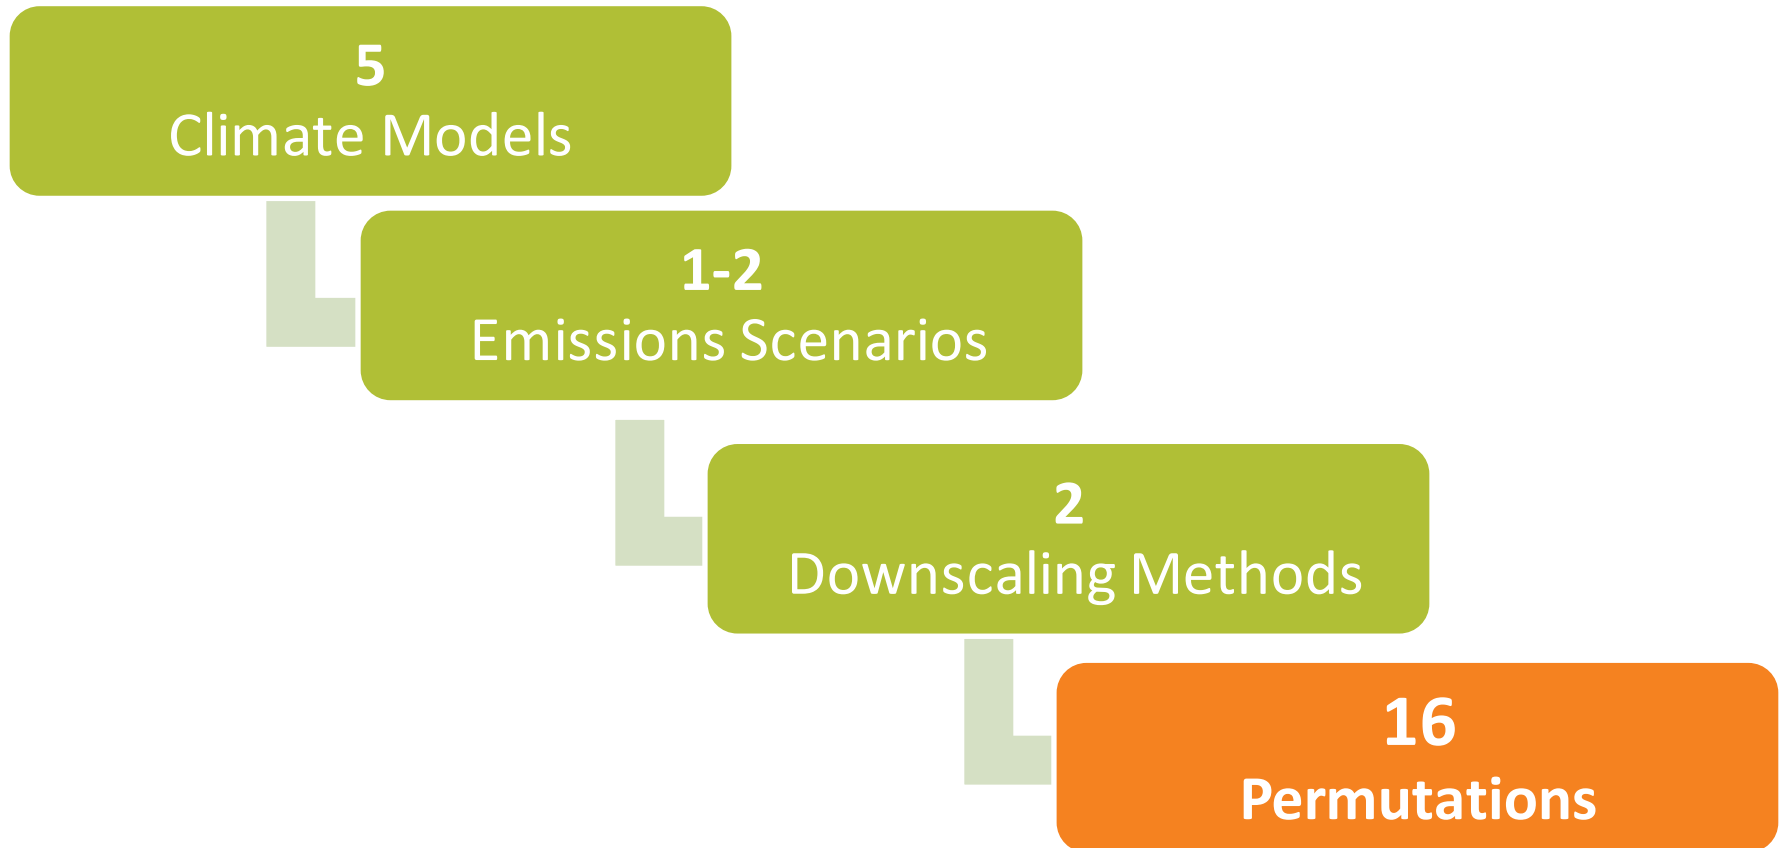 5
Climate Models
1-2
Emissions Scenarios
2
Downscaling Methods
16
Permutations